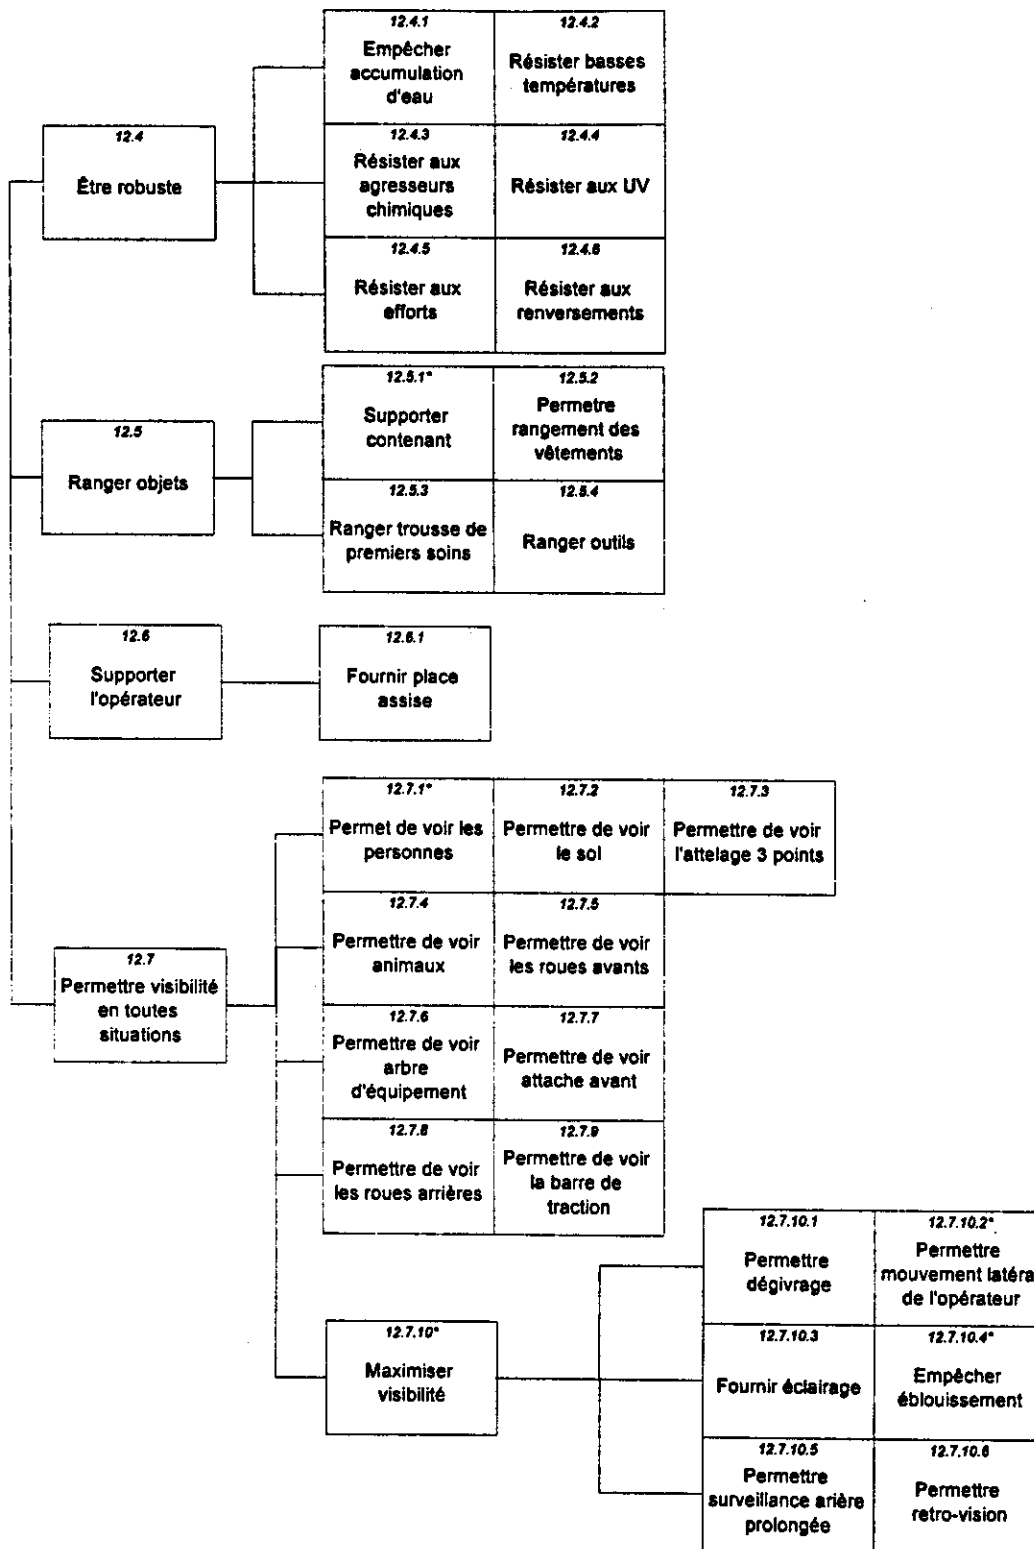 12.4
Être robuste
12.4.1
Empêcher
accumulation
d'eau
12.4.2
Résister basses
températures
12.4.3
Résister aux
agresseurs
chimiques
12.4.4
Résister aux UV
12.4.5
Résister aux
efforts
12.4.6
Résister aux
renversements
12.5
Ranger objets
12.5.1*
Supporter
contenant
12.5.2
Permetre
rangement des
vêtements
12.5.3
Ranger trousse de
premiers soins
12.5.4
Ranger outils
12.6
Supporter
l'opérateur
12.6.1
Fournir place
assise
12.7
Permettre visibilité
en toutes
situations
12.7.1*
Permet de voir les
personnes
12.7.2
Permettre de voir
le sol
12.7.3
Permettre de voir
l'attelage 3 points
12.7.4
Permettre de voir
animaux
12.7.5
Permettre de voir
les roues avants
12.7.6
Permettre de voir
arbre
d'équipement
12.7.7
Permettre de voir
attache avant
12.7.8
Permettre de voir
les roues arrières
12.7.9
Permettre de voir
la barre de
traction
12.7.10*
Maximiser
visibilité
12.7.10.1
Permettre
dégivrage
12.7.10.2*
Permettre
mouvement latéra
de l'opérateur
12.7.10.3
Fournir éclairage
12.7.10.4*
Empêcher
éblouissement
12.7.10.5
Permettre
surveillance arière
prolongée
12.7.10.6
Permettre
retro-vision